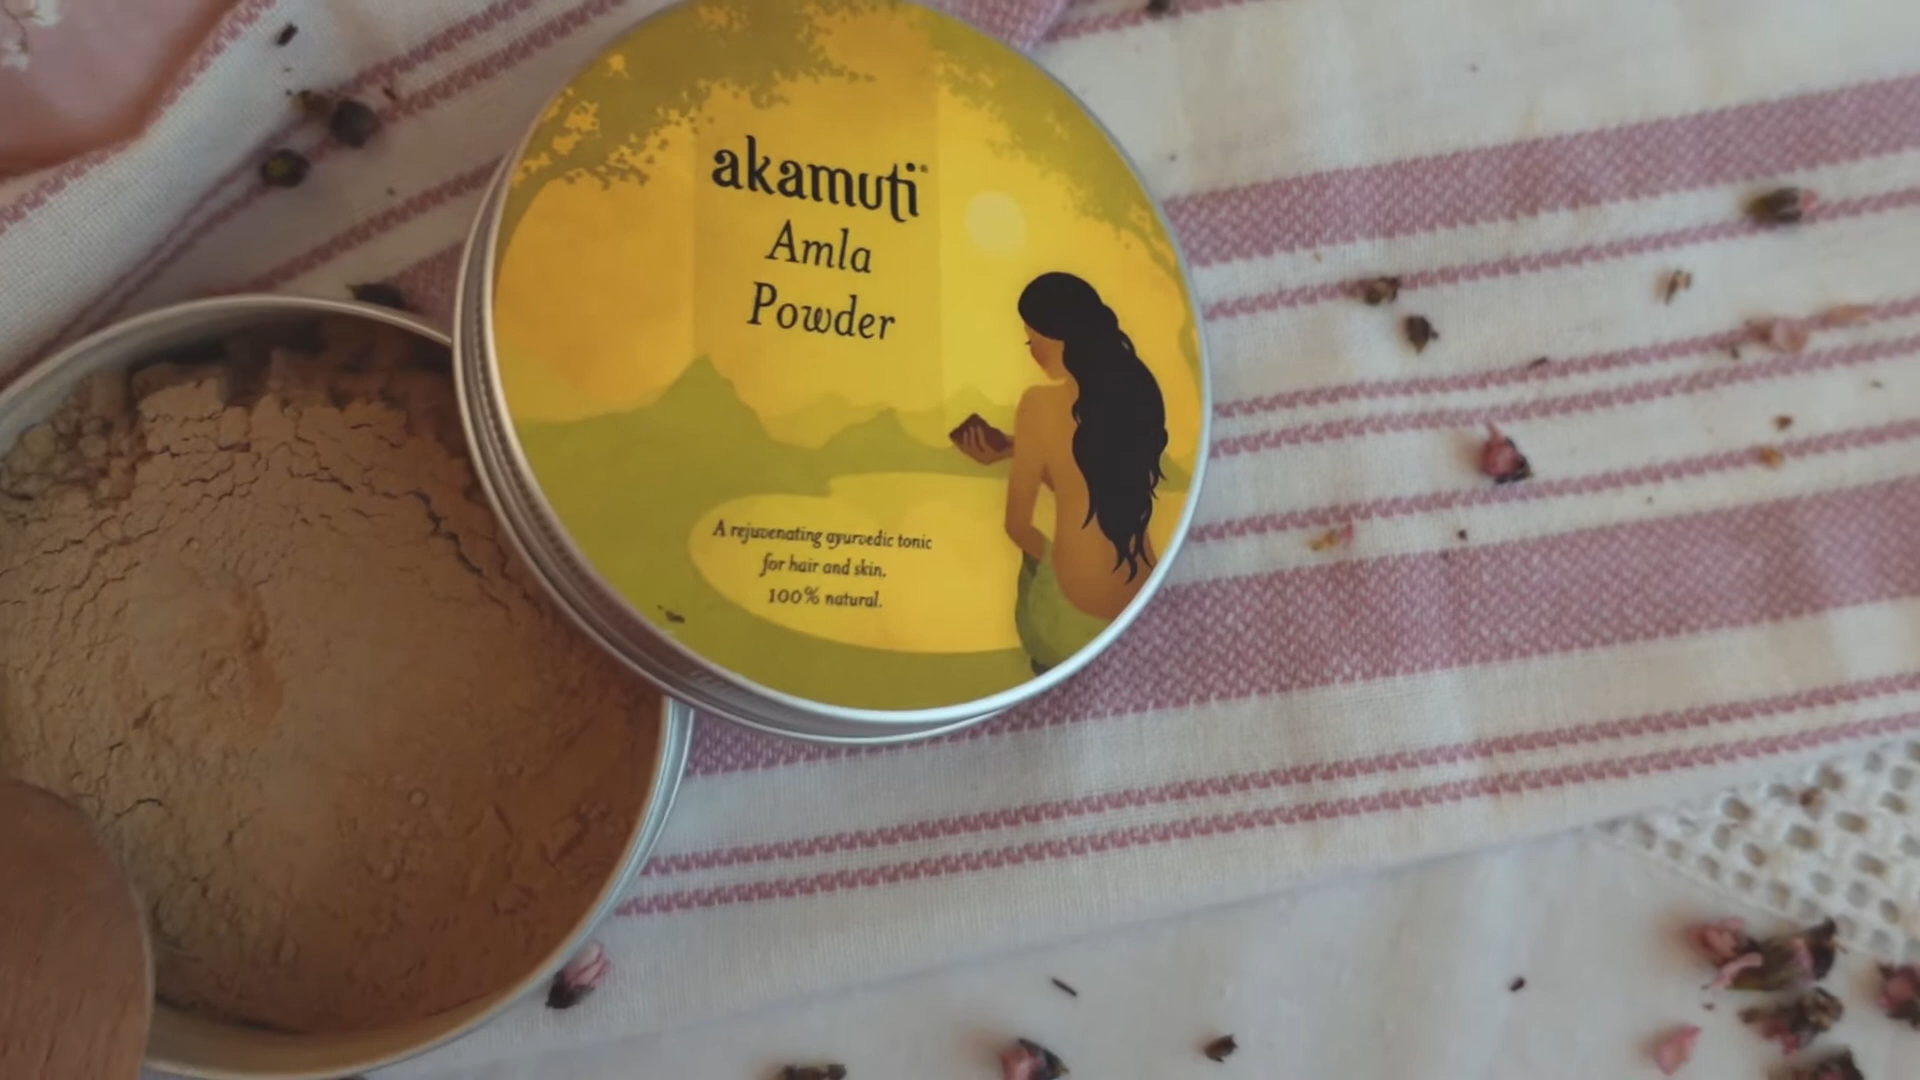 akamuti®
Amla
Powder
A rejuvenating ayurvedic tonic
for hair and skin.
100% natural.